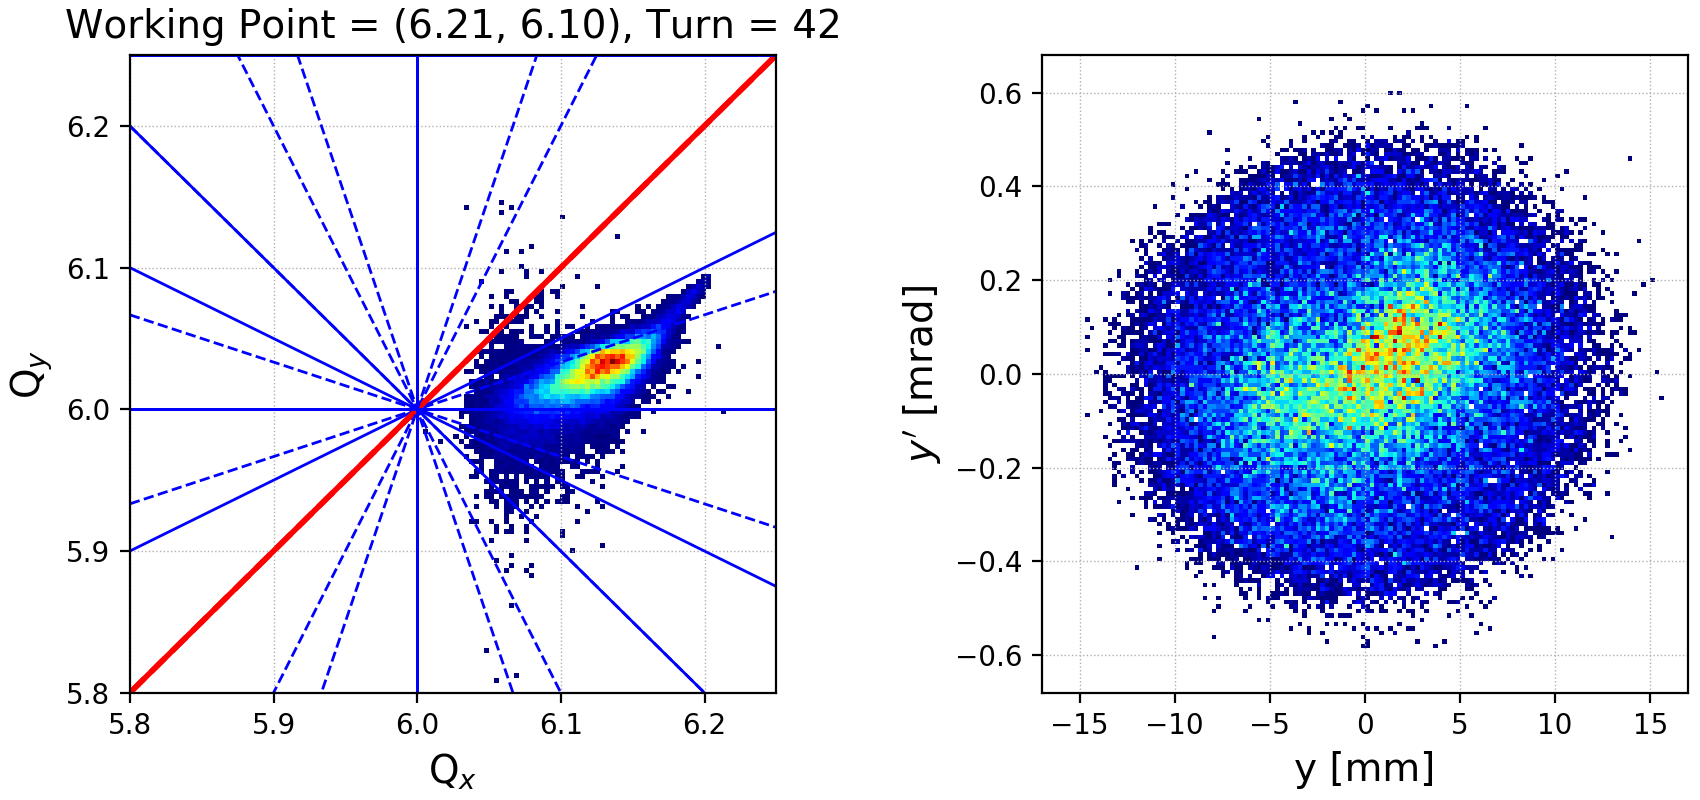 Working Point = (6.21, 6.10), Turn = 42
6.2
6.1
6.0
5.9
5.8
Q_y
5.8 5.9 6.0 6.1 6.2
Q_x
0.6
0.4
0.2
0.0
−0.2
−0.4
−0.6
y′ [mrad]
−15 −10 −5 0 5 10 15
y [mm]